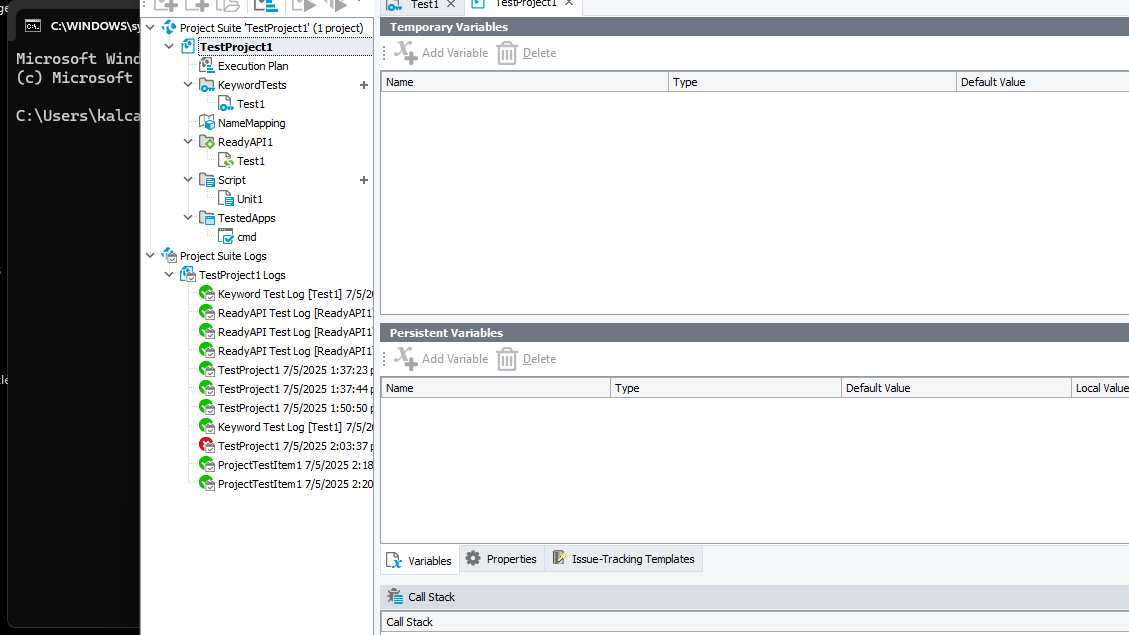 C:\WINDOWS\sy
Microsoft Wind
(c) Microsoft
C:\Users\kalca
Project Suite 'TestProject1' (1 project)
TestProject1
Execution Plan
KeywordTests
Test1
NameMapping
ReadyAPI1
Test1
Script
Unit1
TestedApps
cmd
Project Suite Logs
TestProject1 Logs
Keyword Test Log [Test1] 7/5/20
ReadyAPI Test Log [ReadyAPI1\
ReadyAPI Test Log [ReadyAPI1\
ReadyAPI Test Log [ReadyAPI1\
TestProject1 7/5/2025 1:37:23 p
TestProject1 7/5/2025 1:37:44 p
TestProject1 7/5/2025 1:50:50 p
Keyword Test Log [Test1] 7/5/20
TestProject1 7/5/2025 2:03:37 p
ProjectTestItem1 7/5/2025 2:18
ProjectTestItem1 7/5/2025 2:20
Test1 TestProject1
Temporary Variables
Add Variable Delete
Name Type Default Value
Persistent Variables
Add Variable Delete
Name Type Default Value Local Value
Variables Properties Issue-Tracking Templates
Call Stack
Call Stack